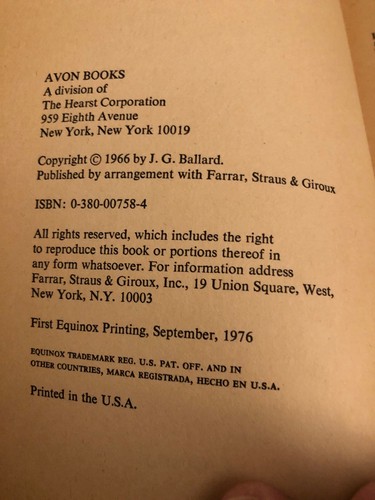 AVON BOOKS
A division of
The Hearst Corporation
959 Eighth Avenue
New York, New York 10019
Copyright © 1966 by J. G. Ballard.
Published by arrangement with Farrar, Straus & Giroux
ISBN: 0-380-00758-4
All rights reserved, which includes the right
to reproduce this book or portions thereof in
any form whatsoever. For information address
Farrar, Straus & Giroux, Inc., 19 Union Square, West,
New York, N.Y. 10003
First Equinox Printing, September, 1976
EQUINOX TRADEMARK REG. U.S. PAT. OFF. AND IN
OTHER COUNTRIES, MARCA REGISTRADA, HECHO EN U.S.A.
Printed in the U.S.A.